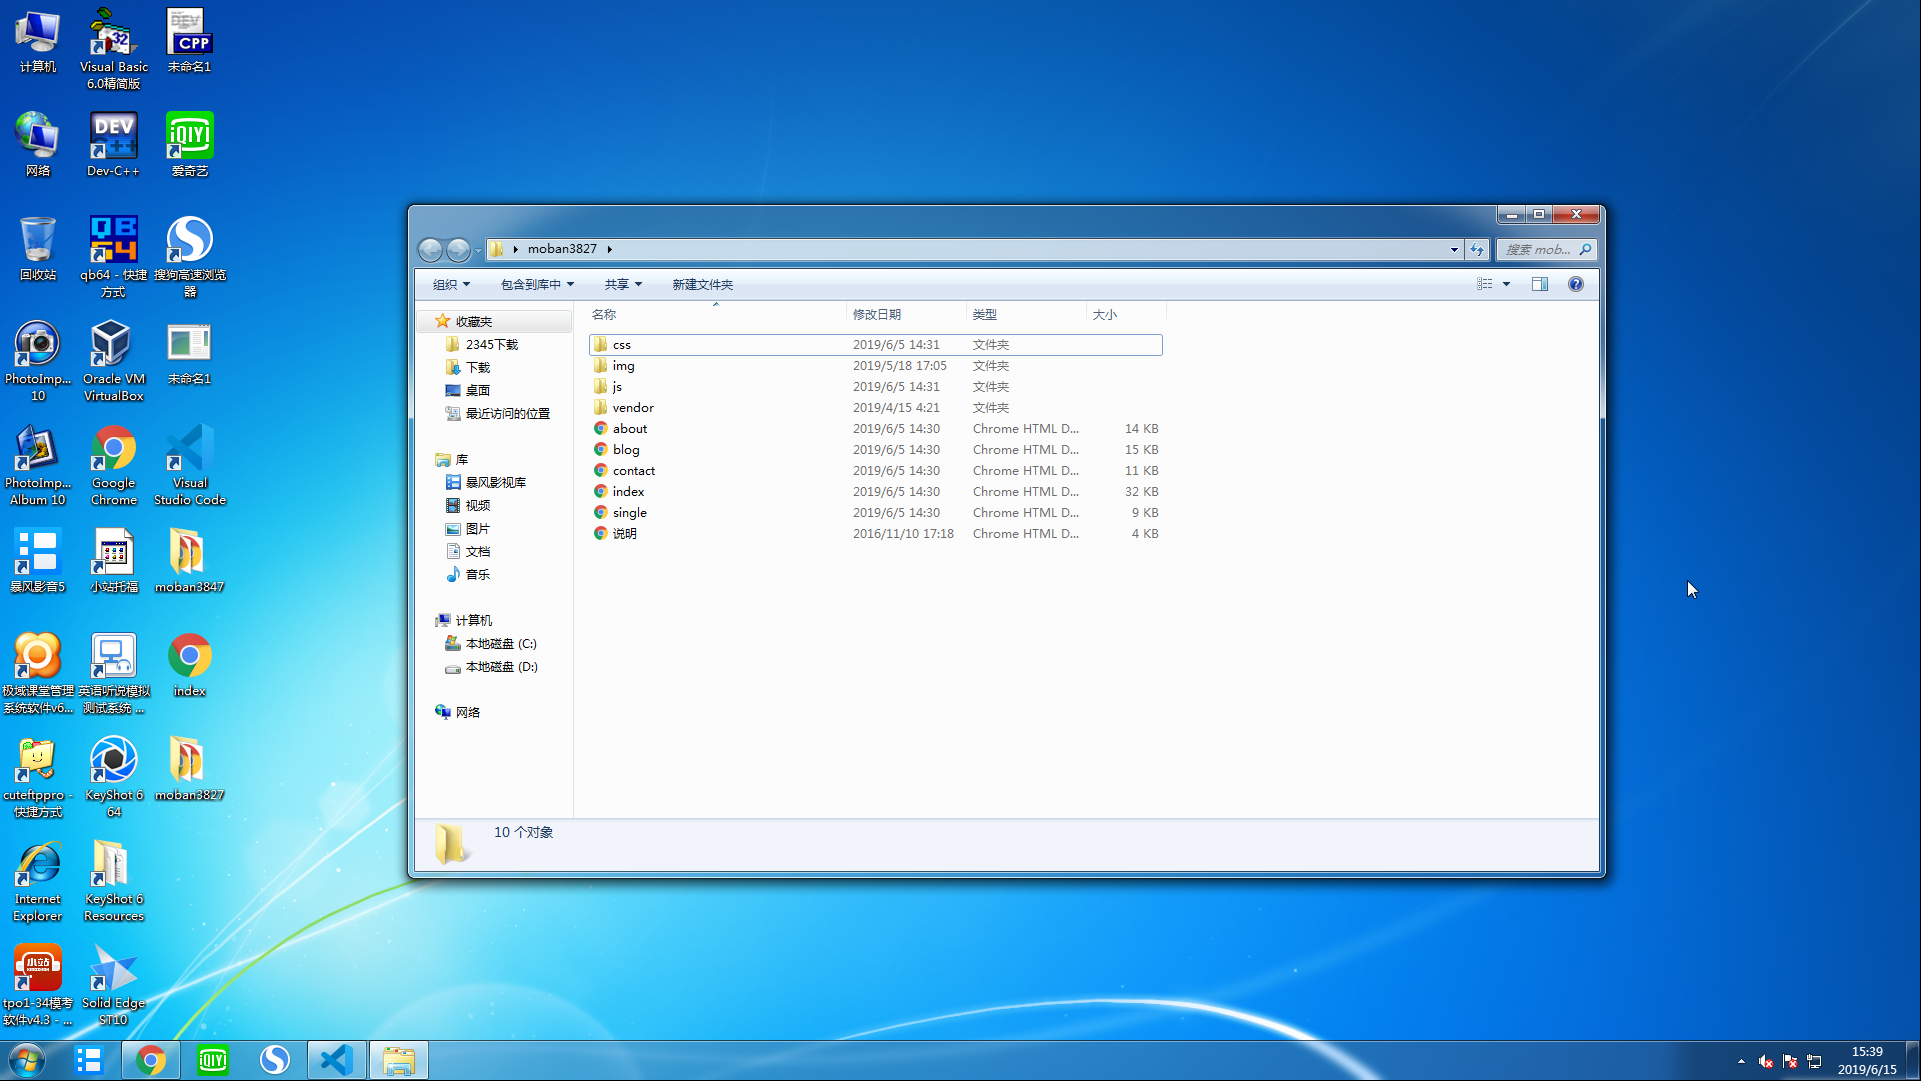 计算机
Visual Basic
6.0精简版
DEV
CPP
未命名1
网络
DEV
C++
Dev-C++
iQIYI
爱奇艺
回收站
QB
64
qb64 - 快捷
方式
搜狗高速浏览
器
PhotoImp...
10
Oracle VM
VirtualBox
未命名1
PhotoImp...
Album 10
Google
Chrome
Visual
Studio Code
暴风影音5
小站托福
moban3847
极域课堂管理
系统软件v6...
英语听说模拟
测试系统 ...
index
cuteftppro -
快捷方式
KeyShot 6
64
moban3827
Internet
Explorer
KeyShot 6
Resources
小站
tpo1-34模考
软件v4.3 - ...
Solid Edge
ST10
moban3827
搜索 mob...
组织
包含到库中
共享
新建文件夹
收藏夹
2345下载
下载
桌面
最近访问的位置
库
暴风影视库
视频
图片
文档
音乐
计算机
本地磁盘 (C:)
本地磁盘 (D:)
网络
名称 修改日期 类型 大小
css 2019/6/5 14:31 文件夹
img 2019/5/18 17:05 文件夹
js 2019/6/5 14:31 文件夹
vendor 2019/4/15 4:21 文件夹
about 2019/6/5 14:30 Chrome HTML D... 14 KB
blog 2019/6/5 14:30 Chrome HTML D... 15 KB
contact 2019/6/5 14:30 Chrome HTML D... 11 KB
index 2019/6/5 14:30 Chrome HTML D... 32 KB
single 2019/6/5 14:30 Chrome HTML D... 9 KB
说明 2016/11/10 17:18 Chrome HTML D... 4 KB
10 个对象
iQIYI
15:39
2019/6/15